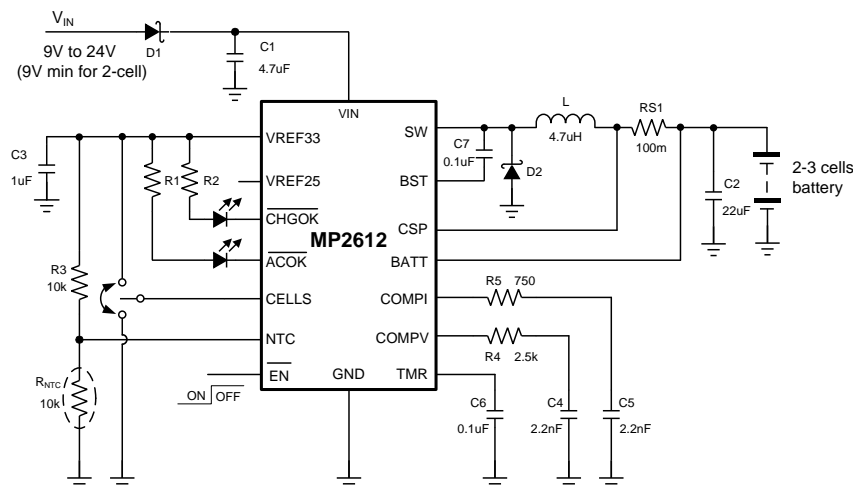 VIN
9V to 24V
(9V min for 2-cell)
D1
C1
4.7uF
C3
1uF
R1
R2
VIN
VREF33
VREF25
CHGOK
ACOK
CELLS
NTC
EN
GND
MP2612
SW
BST
CSP
BATT
COMPI
COMPV
TMR
C7
0.1uF
D2
L
4.7uH
RS1
100m
C2
22uF
2-3 cells
battery
R3
10k
RNTC
10k
ON OFF
R5 750
R4 2.5k
C6
0.1uF
C4
2.2nF
C5
2.2nF